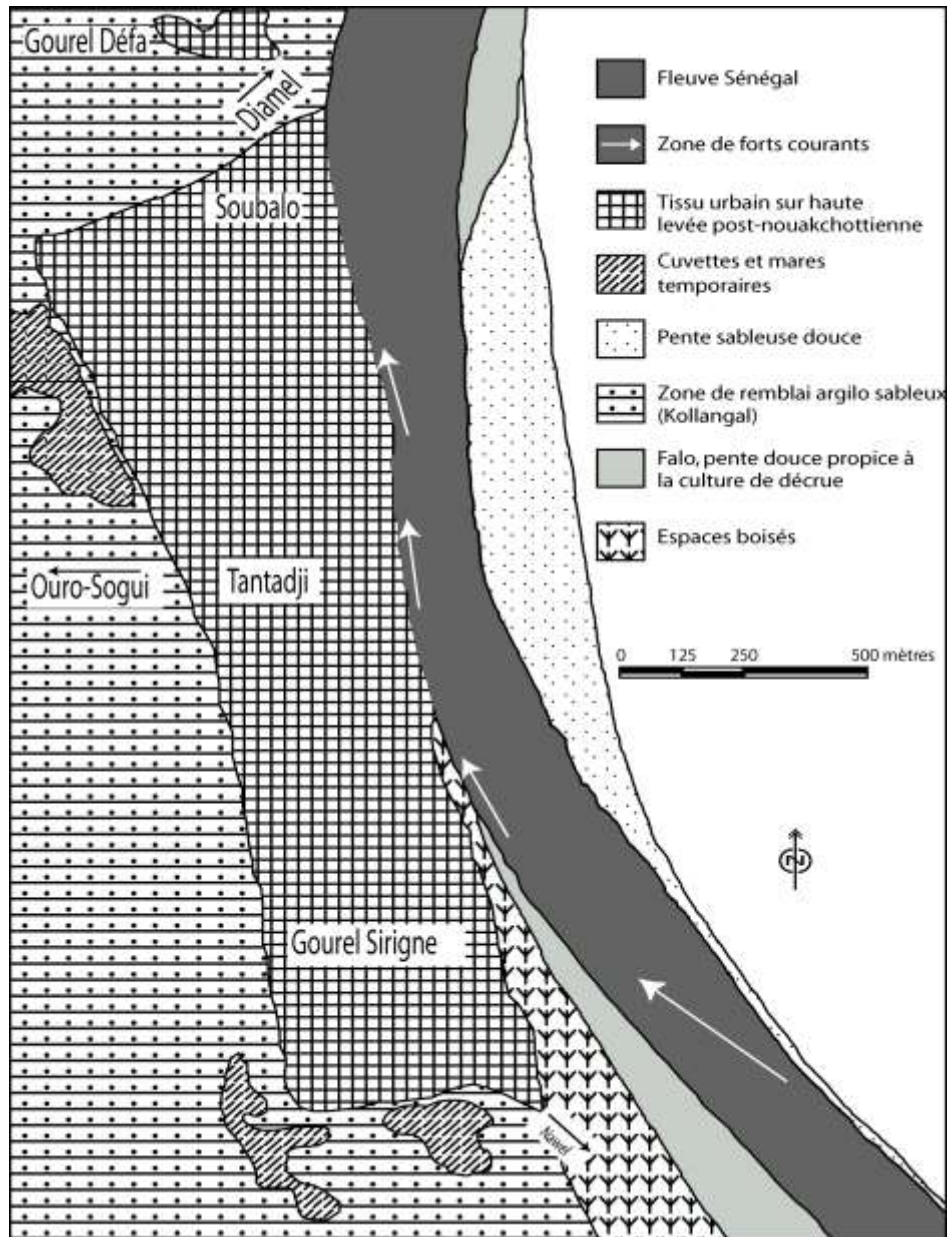 Gourel Défa
Diamel
Soubalo
Ouro-Sogui
Tantadji
Gourel Sirigne
Nawel
Fleuve Sénégal
Zone de forts courants
Tissu urbain sur haute
levée post-nouakchottienne
Cuvettes et mares
temporaires
Pente sableuse douce
Zone de remblai argilo sableux
(Kollangal)
Falo, pente douce propice à
la culture de décrue
Espaces boisés
0 125 250 500 mètres
N